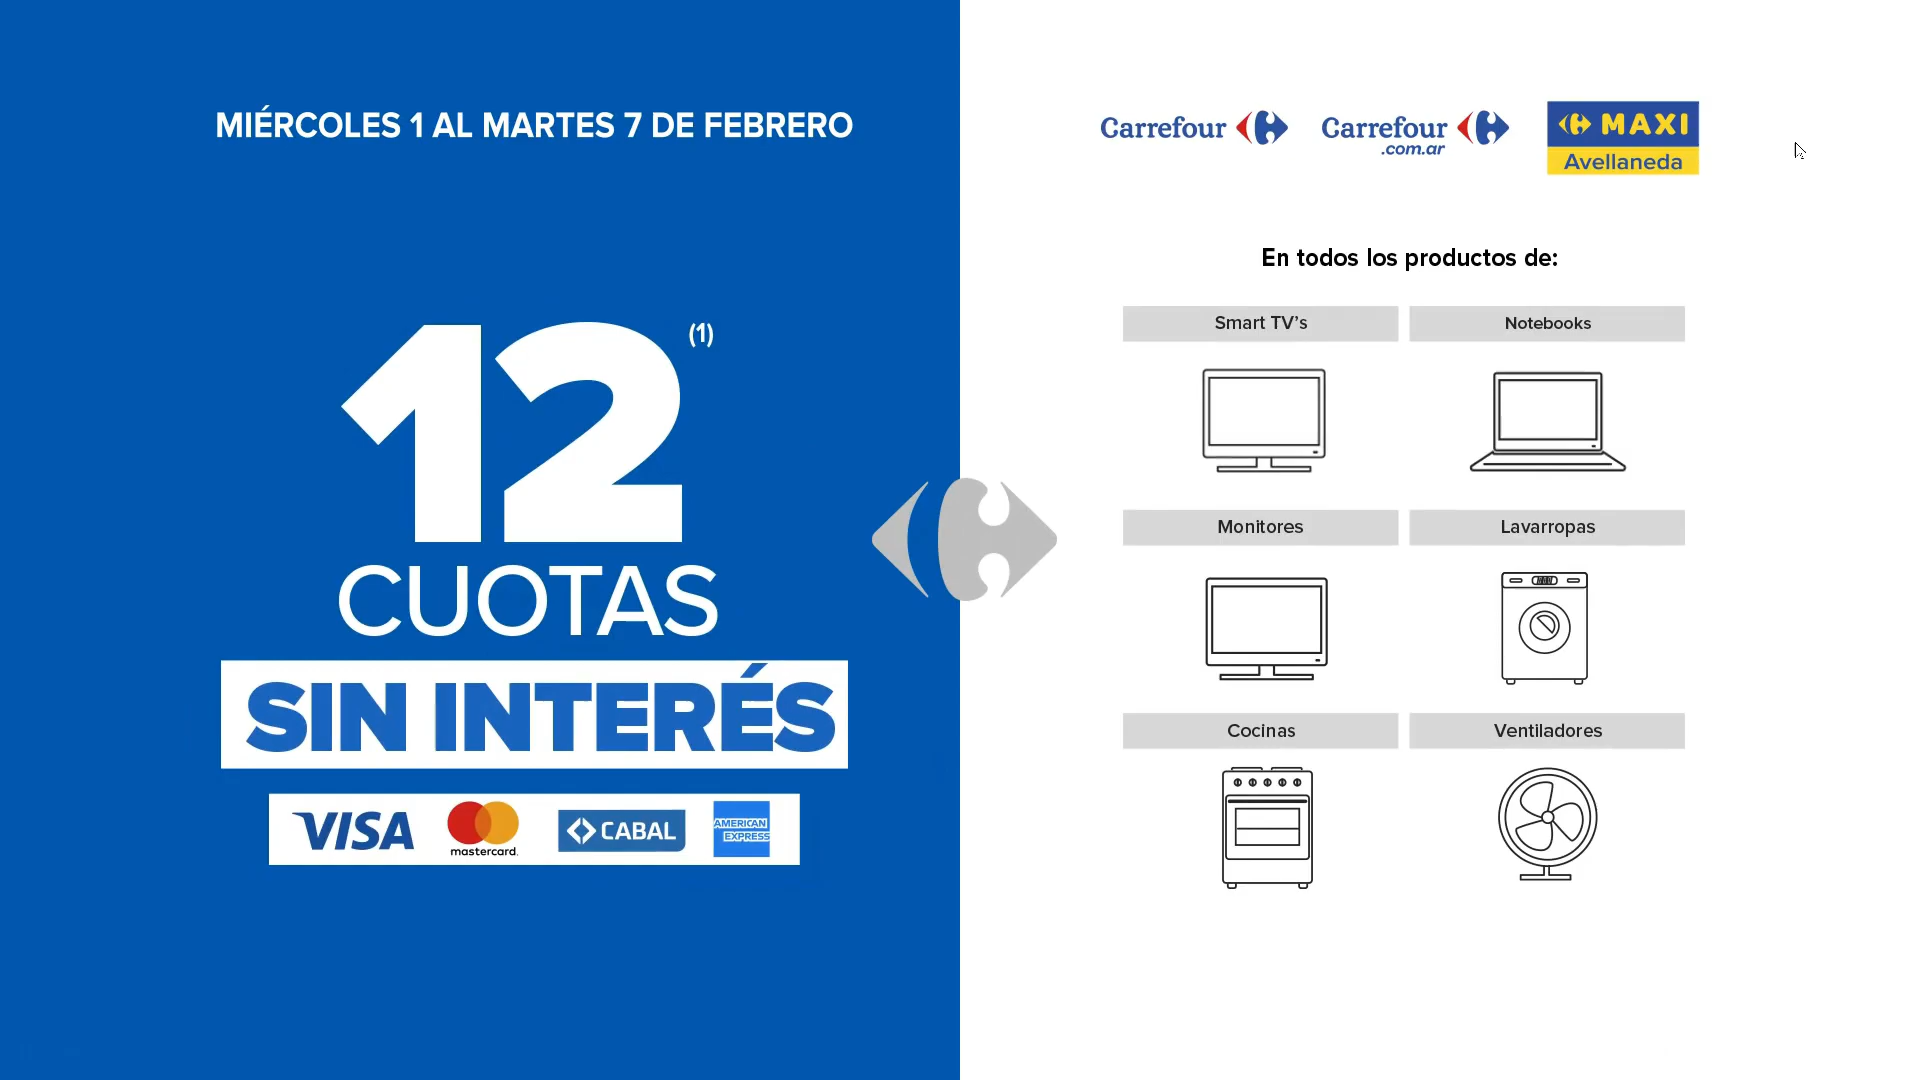 MIÉRCOLES 1 AL MARTES 7 DE FEBRERO
12 (1)
CUOTAS
SIN INTERÉS
VISA mastercard. CABAL AMERICAN EXPRESS
Carrefour Carrefour .com.ar MAXI Avellaneda
En todos los productos de:
Smart TV's Notebooks
Monitores Lavarropas
Cocinas Ventiladores